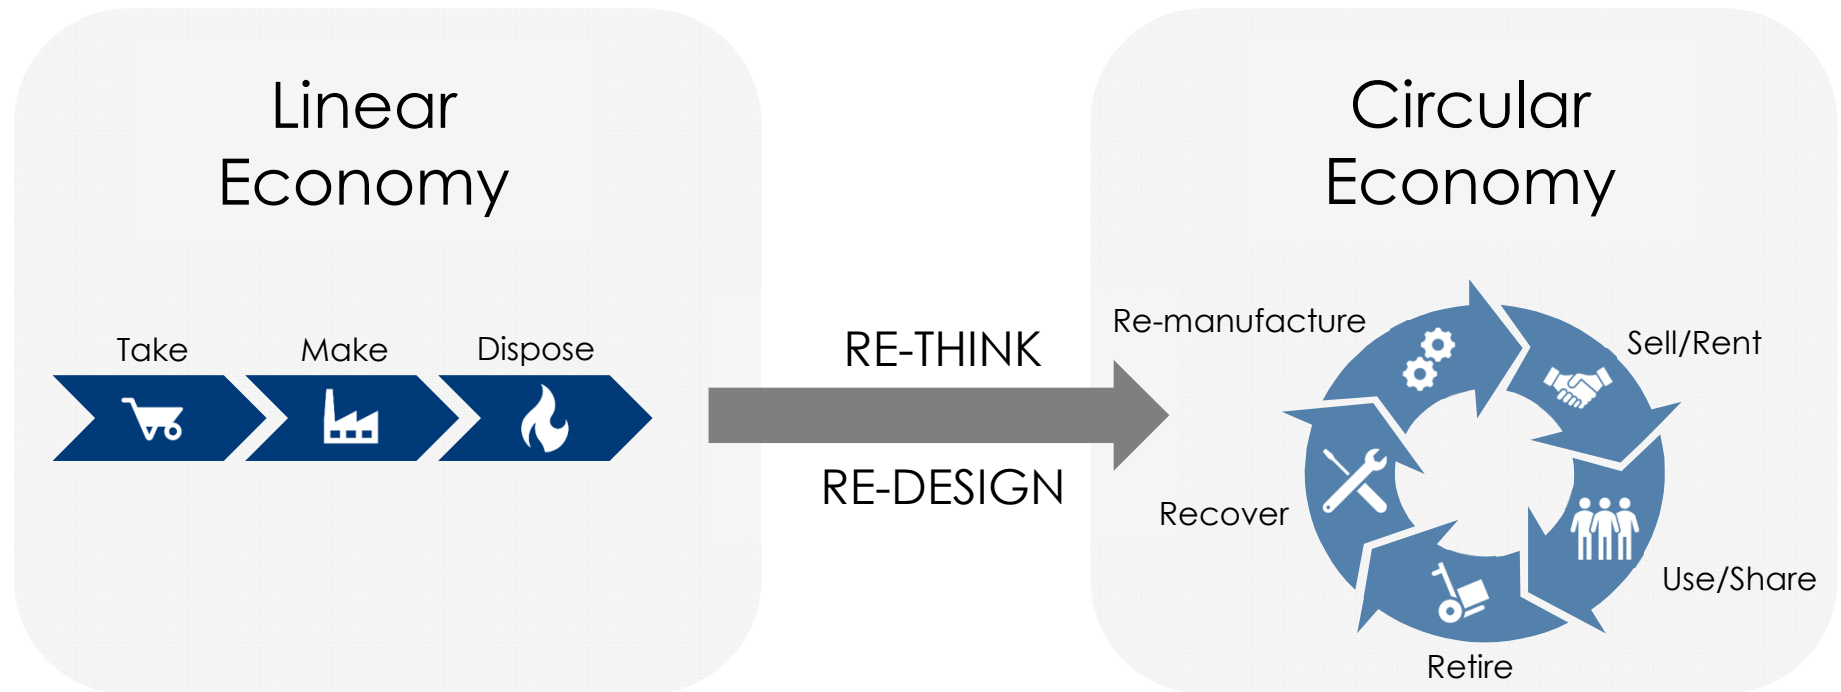 Linear
Economy
Take
Make
Dispose
RE-THINK
RE-DESIGN
Circular
Economy
Re-manufacture
Sell/Rent
Recover
Use/Share
Retire